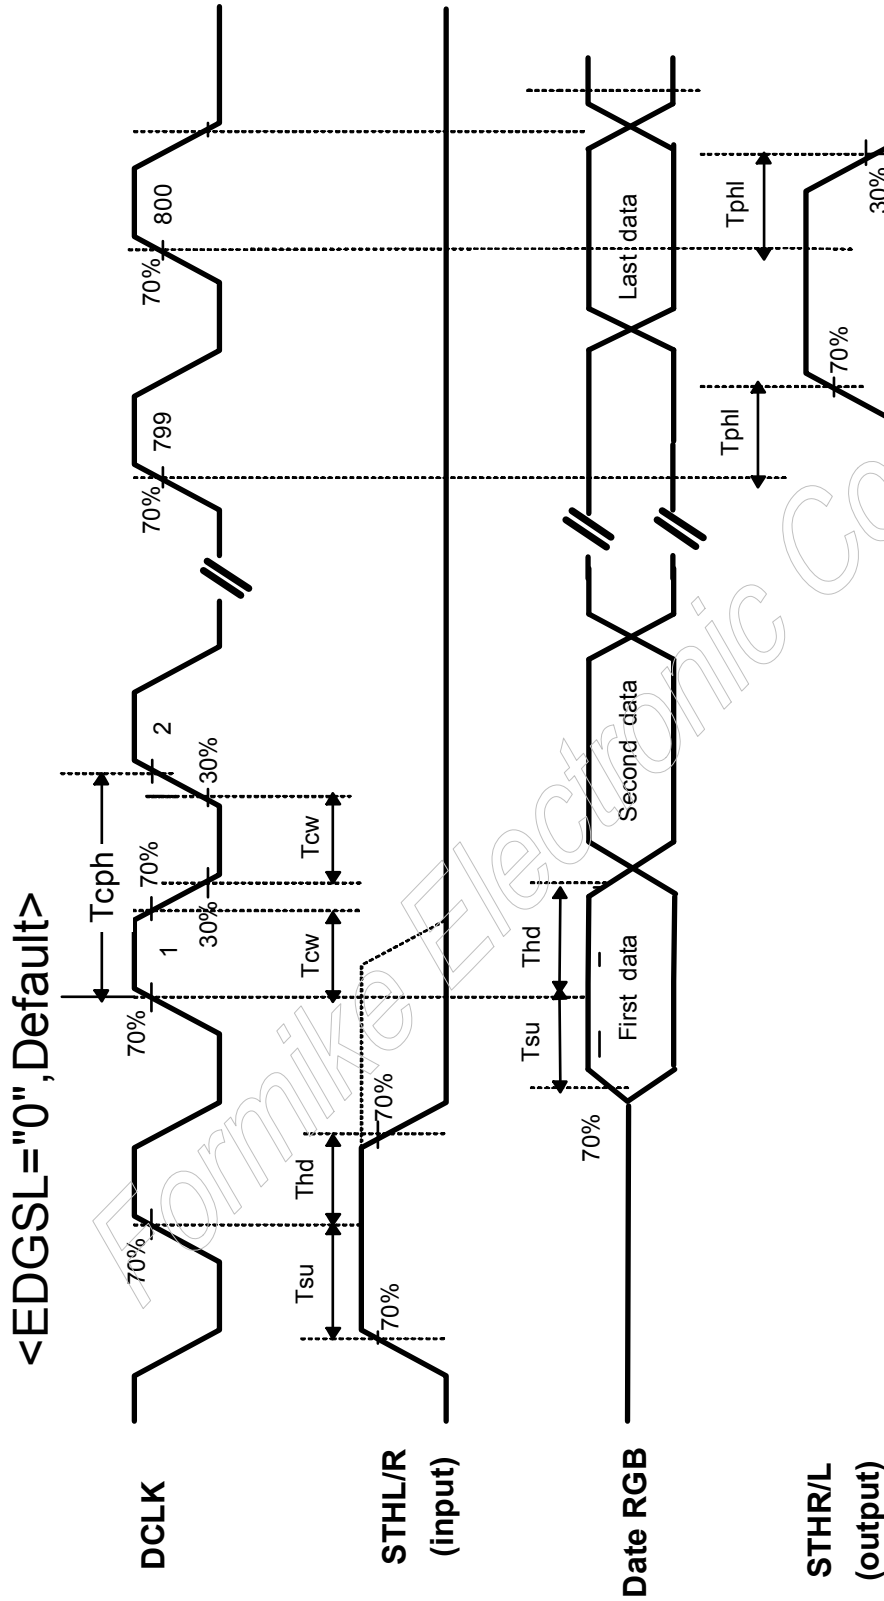 <EDGSL="0",Default>
Tcph
DCLK
70%
70%
1
70%
30%
30%
2
70%
799
70%
800
Tsu
Thd
Tcw
Tcw
STHL/R
(input)
70%
70%
Date RGB
70%
Tsu
Thd
First data
Second data
Last data
Tphl
Tphl
STHR/L
(output)
70%
30%
Formike Electronic Co